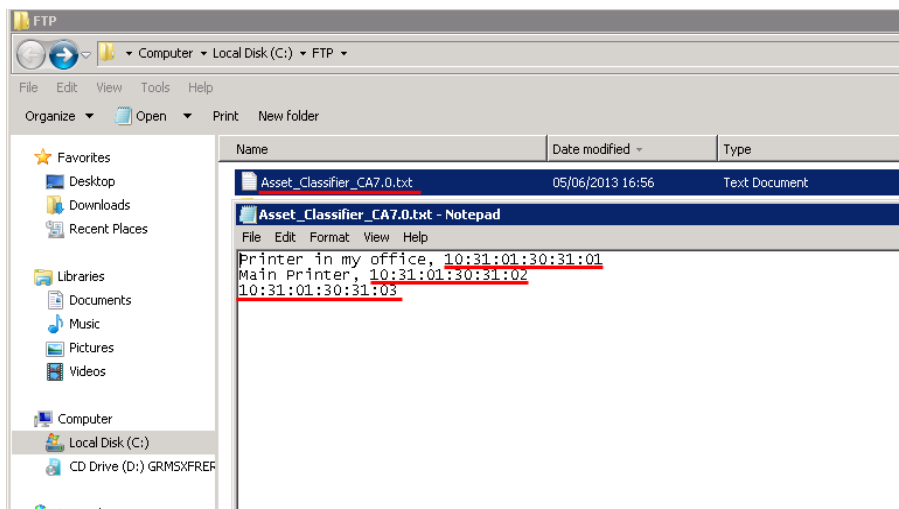 FTP
Computer Local Disk (C:) FTP
File Edit View Tools Help
Organize Open Print New folder
Name Date modified Type
Favorites
Desktop
Downloads
Recent Places
Libraries
Documents
Music
Pictures
Videos
Computer
Local Disk (C:)
CD Drive (D:) GRMSXFRER
Asset_Classifier_CA7.0.txt 05/06/2013 16:56 Text Document
Asset_Classifier_CA7.0.txt - Notepad
File Edit Format View Help
Printer in my office, 10:31:01:30:31:01
Main Printer, 10:31:01:30:31:02
10:31:01:30:31:03